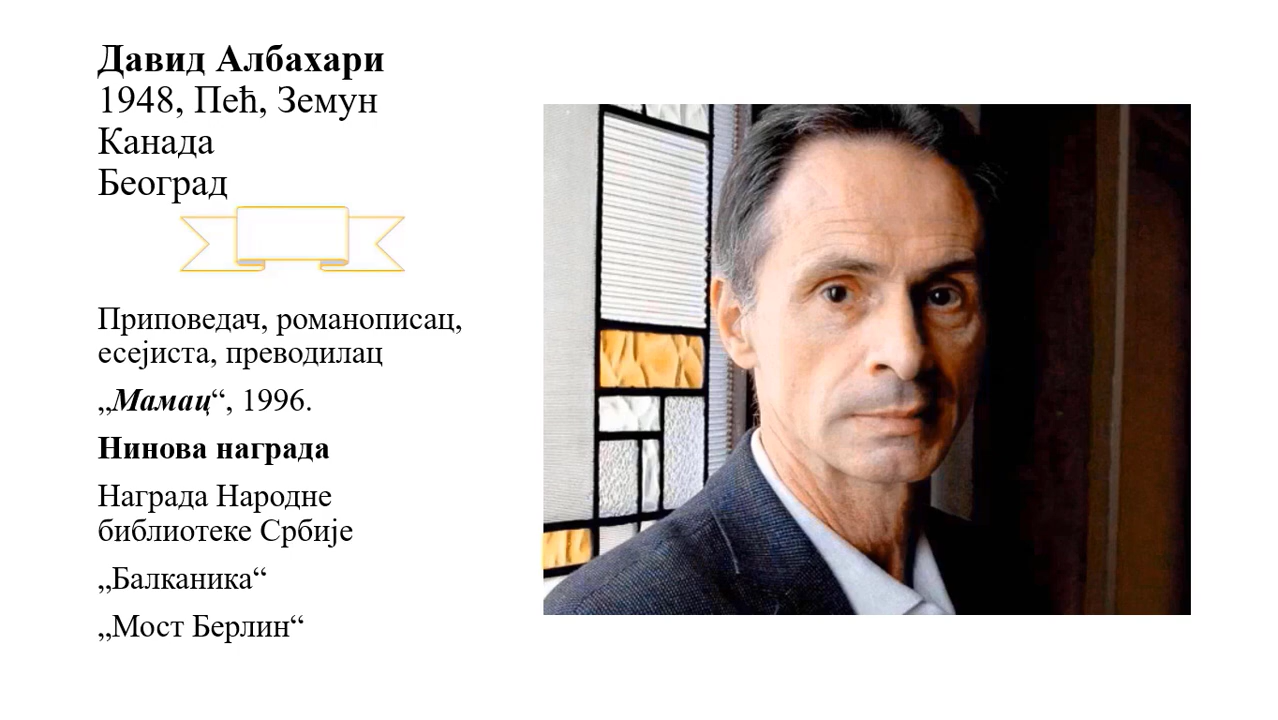 Давид Албахари
1948, Пећ, Земун
Канада
Београд
Приповедач, романописац,
есејиста, преводилац
„Мамац“, 1996.
Нинова награда
Награда Народне
библиотеке Србије
„Балканика“
„Мост Берлин“